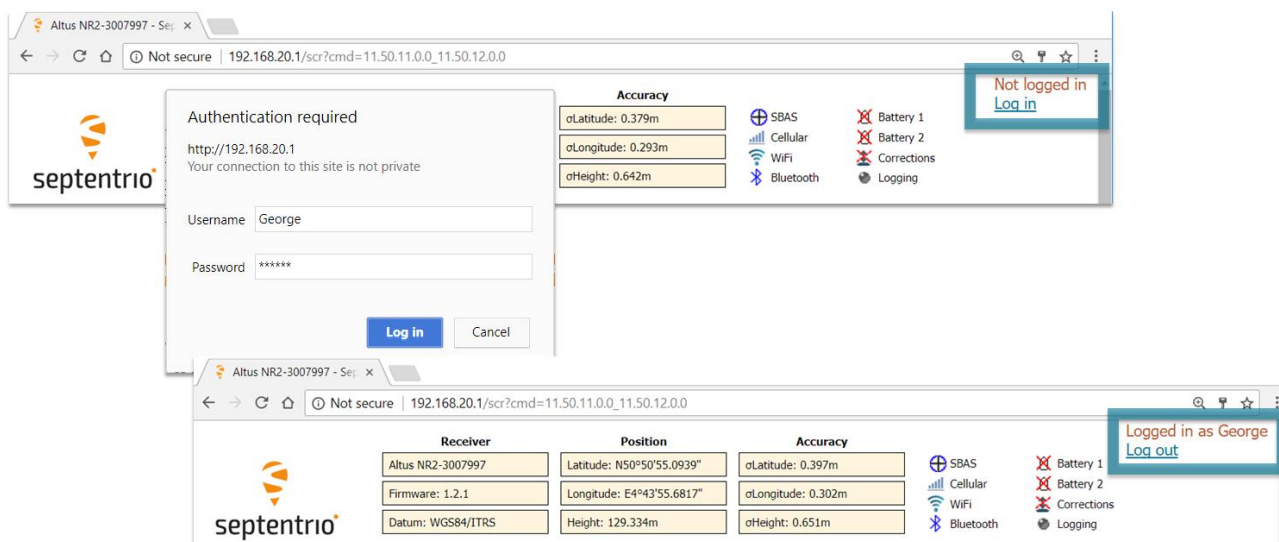 Altus NR2-3007997 - Sep
Not secure | 192.168.20.1/scr?cmd=11.50.11.0.0_11.50.12.0.0
Not logged in
Log in
Accuracy
σLatitude: 0.379m
σLongitude: 0.293m
σHeight: 0.642m
SBAS
Cellular
WiFi
Bluetooth
Battery 1
Battery 2
Corrections
Logging
septentrio
Authentication required
http://192.168.20.1
Your connection to this site is not private
Username George
Password ******
Log in Cancel
Altus NR2-3007997 - Sep
Not secure | 192.168.20.1/scr?cmd=11.50.11.0.0_11.50.12.0.0
Logged in as George
Log out
septentrio
Receiver
Altus NR2-3007997
Firmware: 1.2.1
Datum: WGS84/ITRS
Position
Latitude: N50°50'55.0939"
Longitude: E4°43'55.6817"
Height: 129.334m
Accuracy
σLatitude: 0.397m
σLongitude: 0.302m
σHeight: 0.651m
SBAS
Cellular
WiFi
Bluetooth
Battery 1
Battery 2
Corrections
Logging